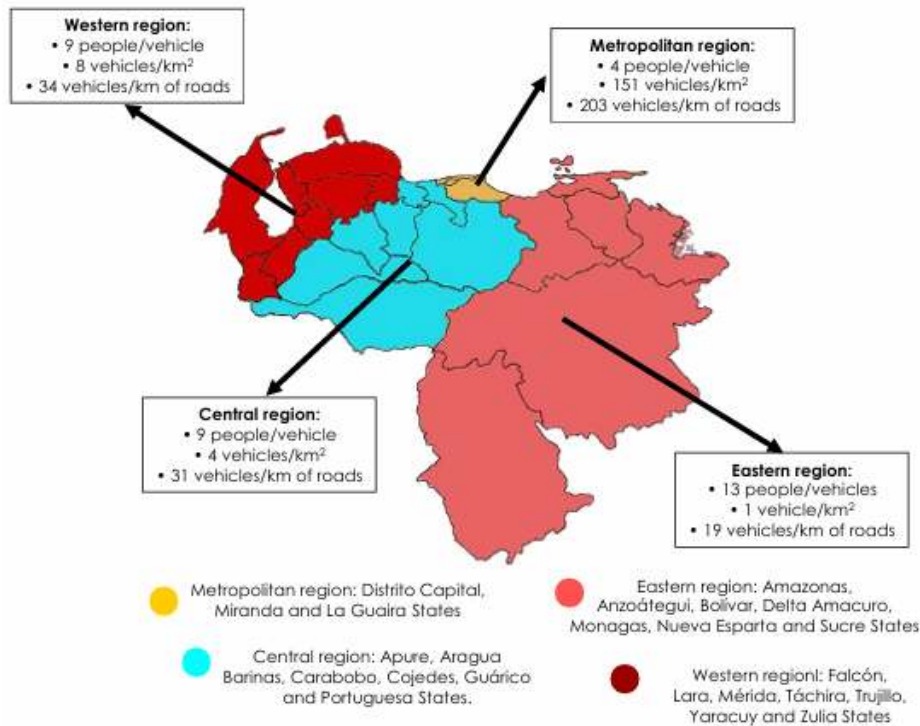 Western region:
• 9 people/vehicle
• 8 vehicles/km²
• 34 vehicles/km of roads
Metropolitan region:
• 4 people/vehicle
• 151 vehicles/km²
• 203 vehicles/km of roads
Central region:
• 9 people/vehicle
• 4 vehicles/km²
• 31 vehicles/km of roads
Eastern region:
• 13 people/vehicles
• 1 vehicle/km²
• 19 vehicles/km of roads
Metropolitan region: Distrito Capital,
Miranda and La Guaira States
Eastern region: Amazonas,
Anzoátegui, Bolívar, Delta Amacuro,
Monagas, Nueva Esparta and Sucre States
Central region: Apure, Aragua
Barinas, Carabobo, Cojedes, Guárico
and Portuguesa States.
Western regionl: Falcón,
Lara, Mérida, Táchira, Trujillo,
Yaracuy and Zulia States